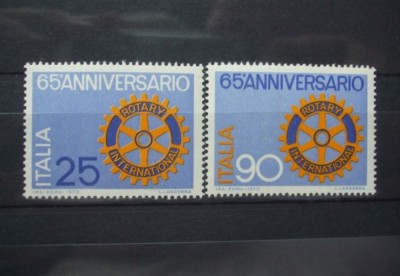 65°ANNIVERSARIO
ROTARY
INTERNATIONAL
ITALIA
25
65°ANNIVERSARIO
ROTARY
INTERNATIONAL
ITALIA
90